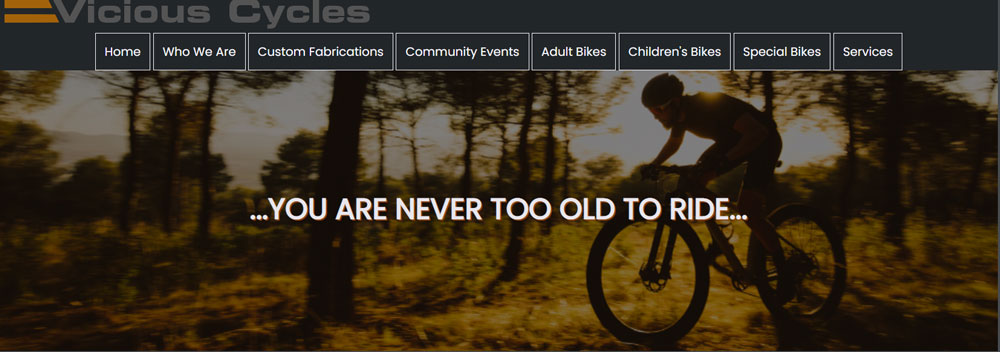 Vicious Cycles
Home Who We Are Custom Fabrications Community Events Adult Bikes Children's Bikes Special Bikes Services
...YOU ARE NEVER TOO OLD TO RIDE...